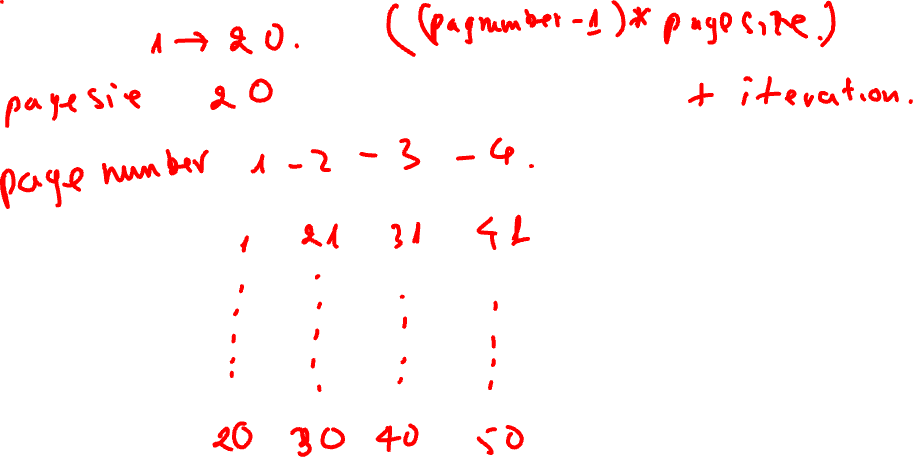 1 → 20. ((pagnumber - 1) * pagesize.)
pagesie 20 + iteration.
page number 1 - 2 - 3 - 4.
1 21 31 41
20 30 40 50